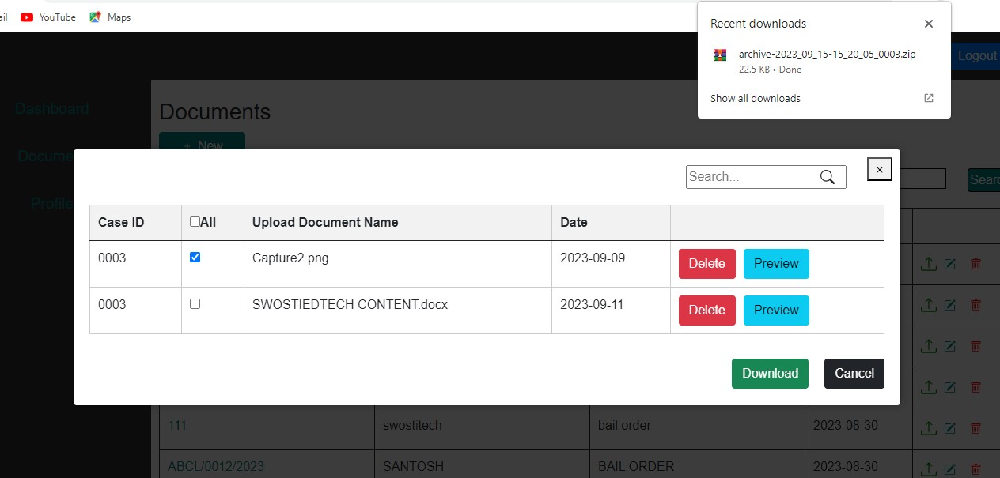 ail YouTube Maps
Recent downloads
archive-2023_09_15-15_20_05_0003.zip
22.5 KB • Done
Show all downloads
Logout
Dashboard
Documents
+ New
Docume
Profile
Search...
×
Sear
Case ID All Upload Document Name Date
0003 Capture2.png 2023-09-09 Delete Preview
0003 SWOSTIEDTECH CONTENT.docx 2023-09-11 Delete Preview
Download Cancel
111 swostitech bail order 2023-08-30
ABCL/0012/2023 SANTOSH BAIL ORDER 2023-08-30